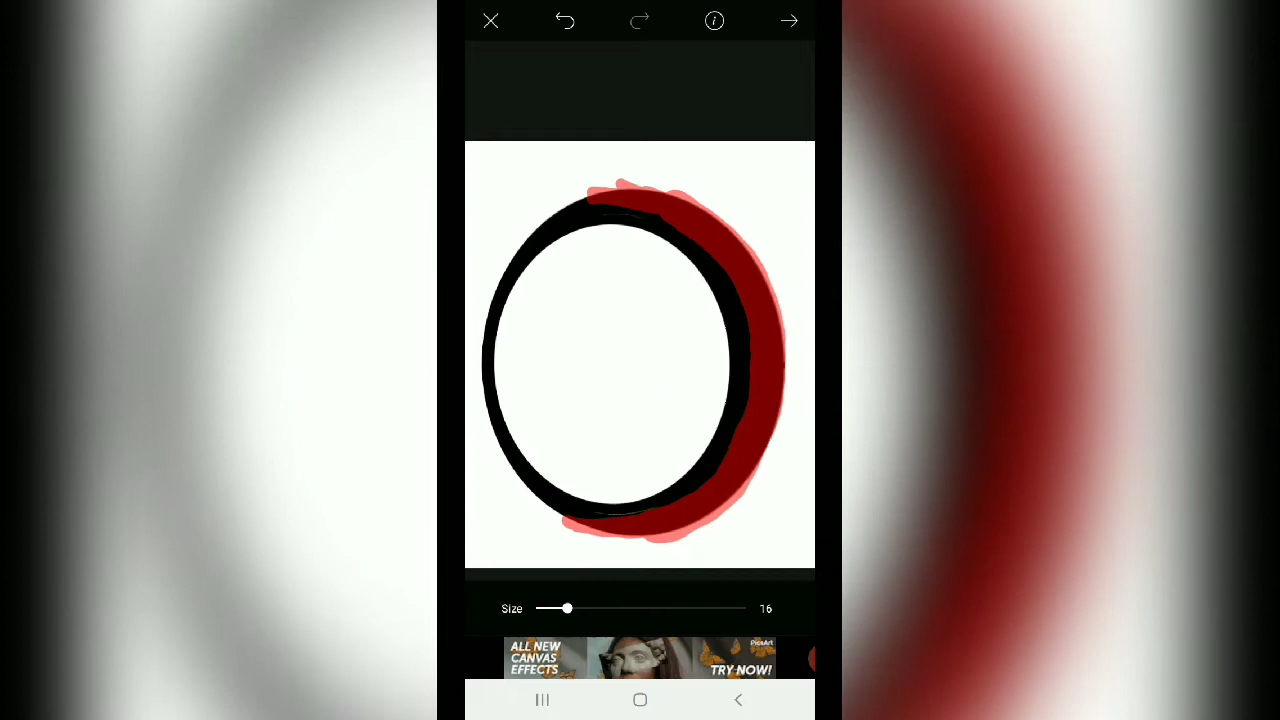 Size 16
ALL NEW
CANVAS
EFFECTS
PicsArt
TRY NOW!